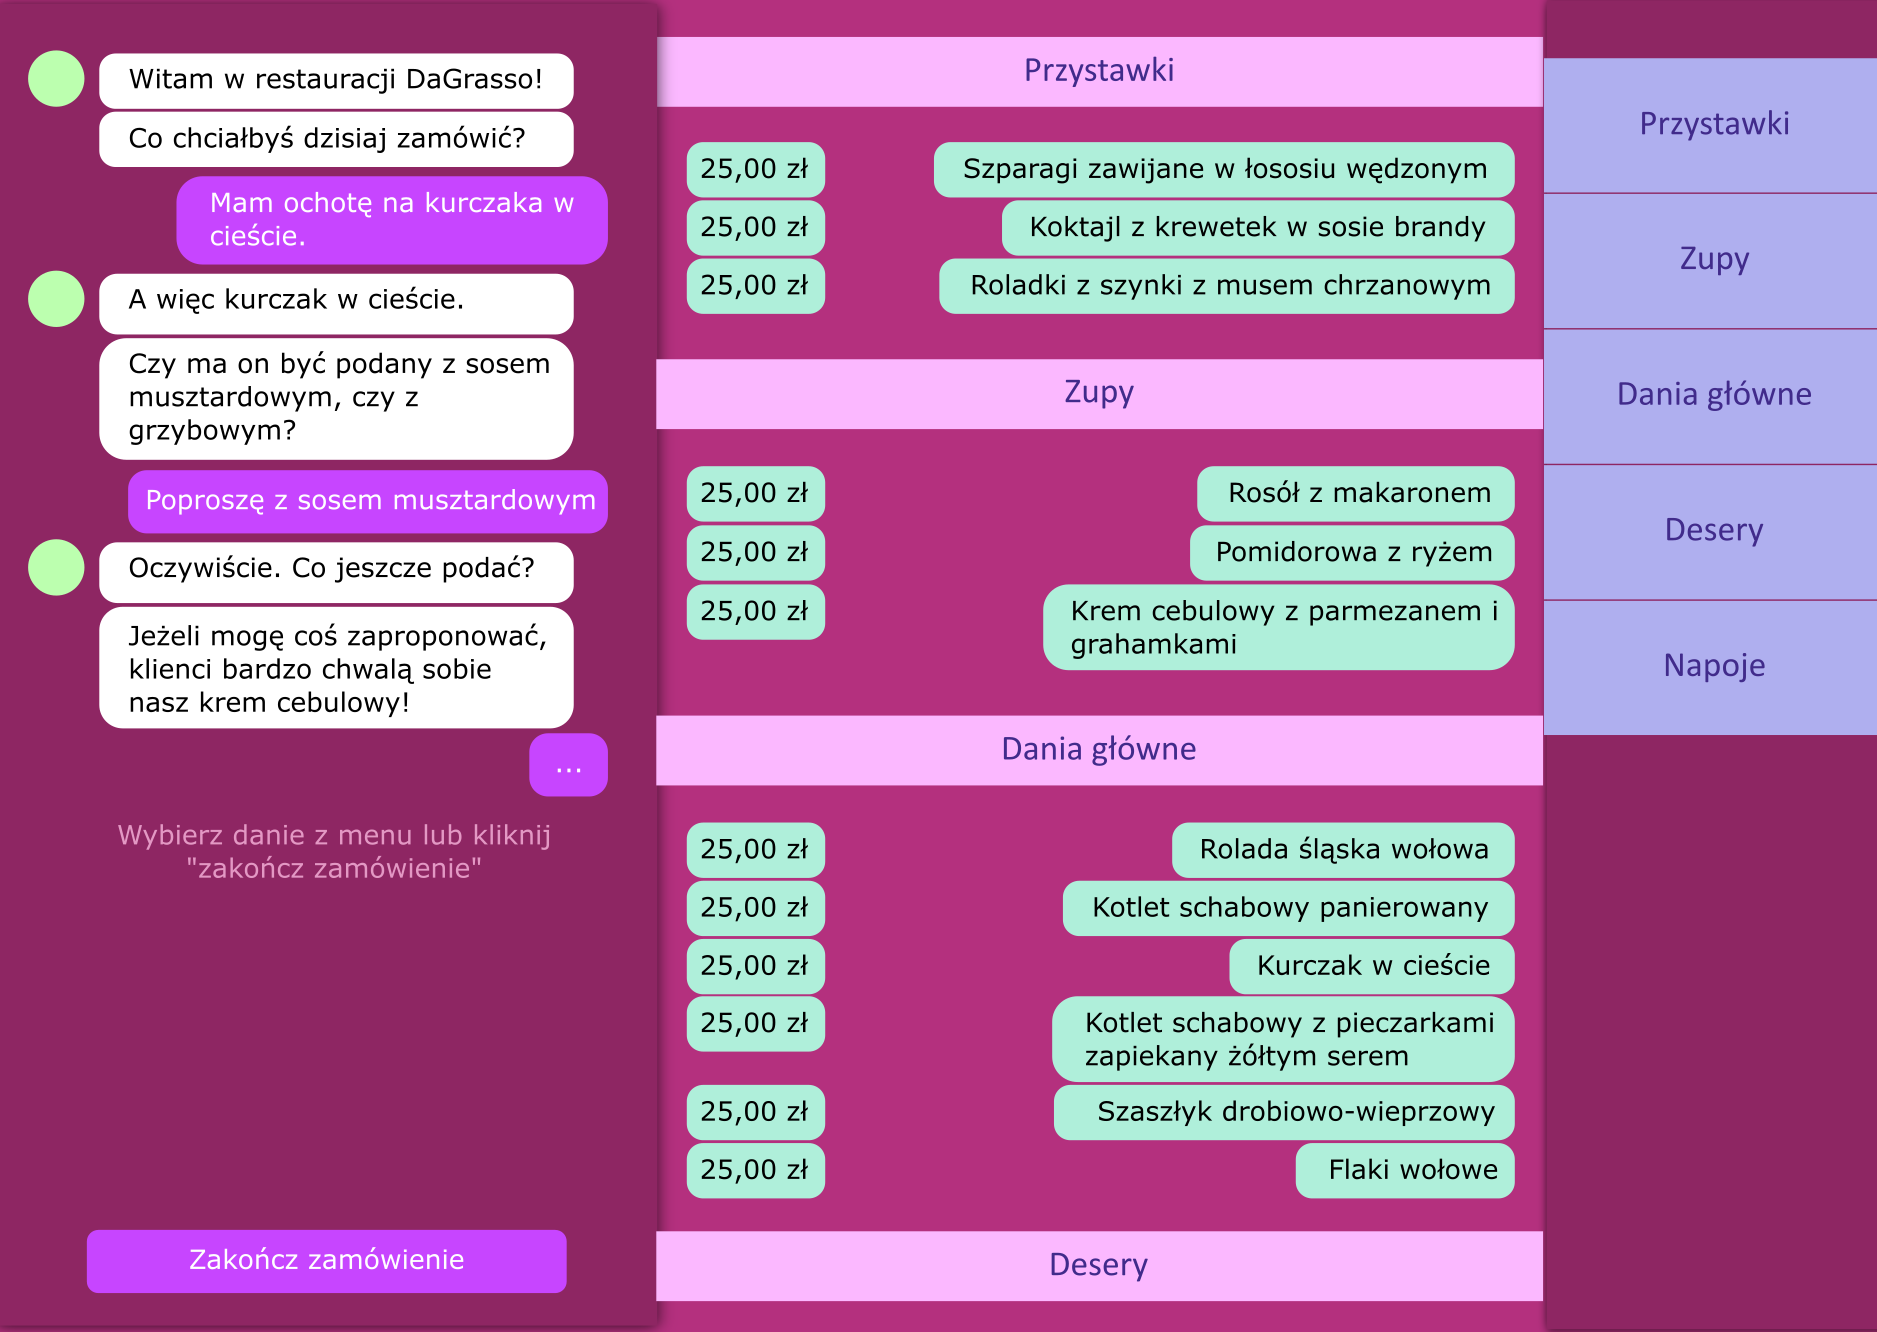 Witam w restauracji DaGrasso!
Co chciałbyś dzisiaj zamówić?
Mam ochotę na kurczaka w
cieście.
A więc kurczak w cieście.
Czy ma on być podany z sosem
musztardowym, czy z
grzybowym?
Poproszę z sosem musztardowym
Oczywiście. Co jeszcze podać?
Jeżeli mogę coś zaproponować,
klienci bardzo chwalą sobie
nasz krem cebulowy!
...
Wybierz danie z menu lub kliknij
"zakończ zamówienie"
Zakończ zamówienie
Przystawki
25,00 zł Szparagi zawijane w łososiu wędzonym
25,00 zł Koktajl z krewetek w sosie brandy
25,00 zł Roladki z szynki z musem chrzanowym
Zupy
25,00 zł Rosół z makaronem
25,00 zł Pomidorowa z ryżem
25,00 zł Krem cebulowy z parmezanem i
grahamkami
Dania główne
25,00 zł Rolada śląska wołowa
25,00 zł Kotlet schabowy panierowany
25,00 zł Kurczak w cieście
25,00 zł Kotlet schabowy z pieczarkami
zapiekany żółtym serem
25,00 zł Szaszłyk drobiowo-wieprzowy
25,00 zł Flaki wołowe
Desery
Przystawki
Zupy
Dania główne
Desery
Napoje